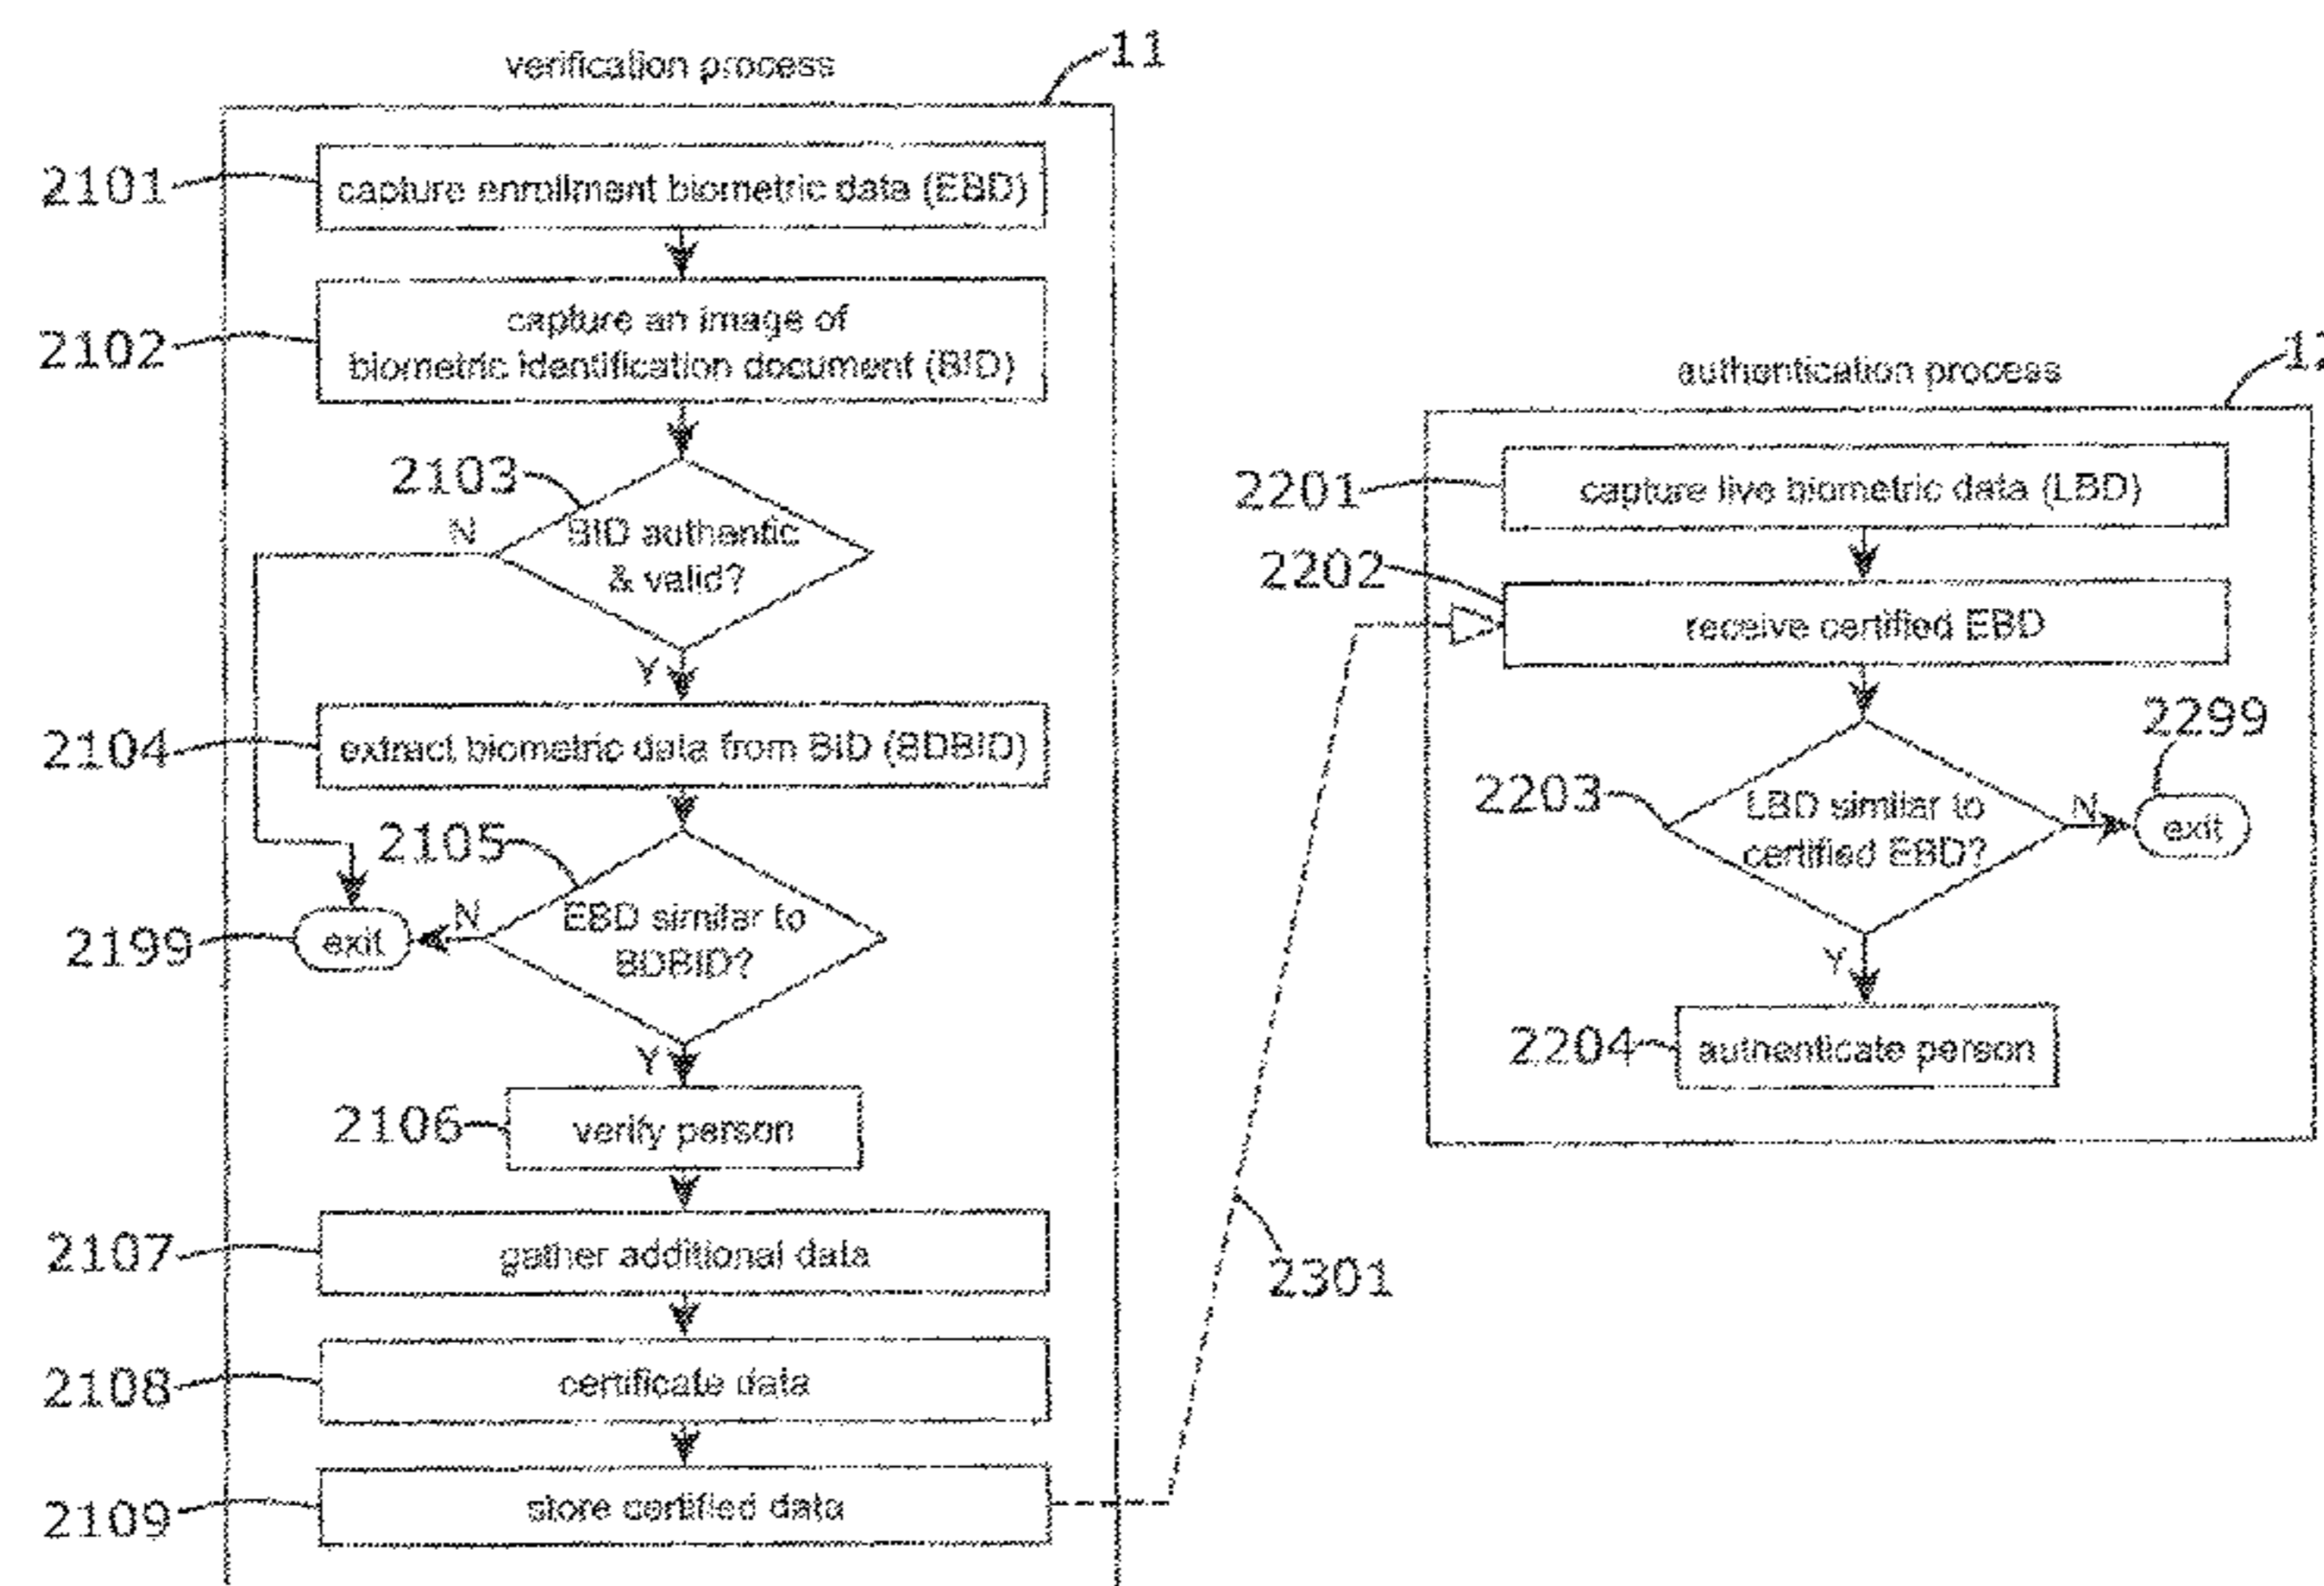 verification process
11
2101
capture enrollment biometric data (EBD)
2102
capture an image of
biometric identification document (BID)
2103
N
BID authentic
& valid?
Y
2104
extract biometric data from BID (BDBID)
2105
N
EBD similar to
BDBID?
2199
exit
Y
2106
verify person
2107
gather additional data
2108
certificate data
2109
store certified data
2301
authentication process
2201
capture live biometric data (LBD)
2202
receive certified EBD
2299
2203
LBD similar to
certified EBD?
N
exit
Y
2204
authenticate person